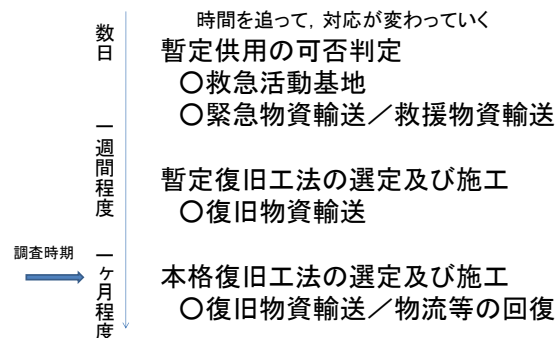 時間を追って，対応が変わっていく
数日
暫定供用の可否判定
○救急活動基地
○緊急物資輸送／救援物資輸送
一週間程度
暫定復旧工法の選定及び施工
○復旧物資輸送
調査時期
一ヶ月程度
本格復旧工法の選定及び施工
○復旧物資輸送／物流等の回復